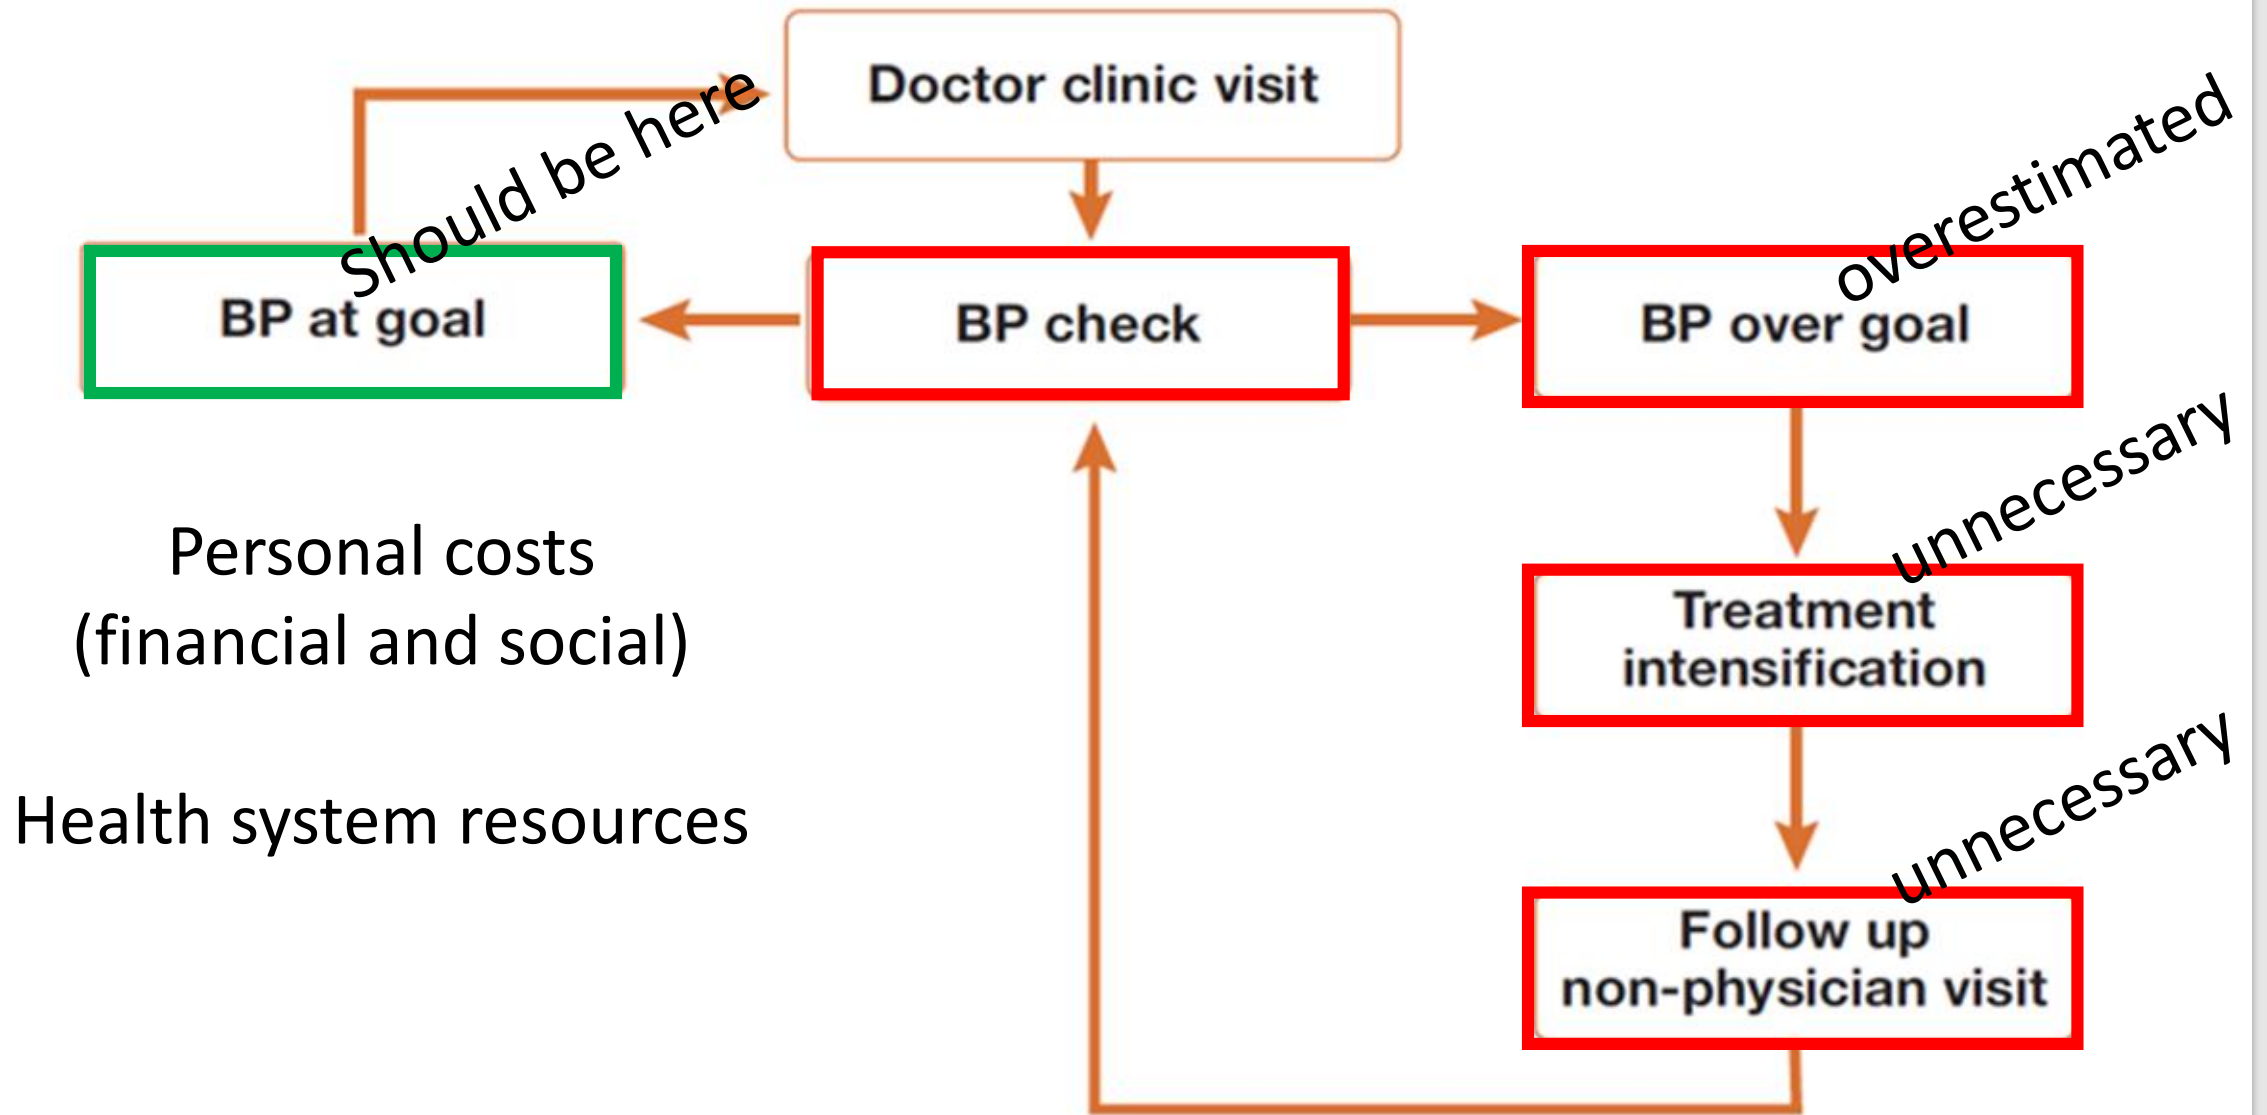 Doctor clinic visit
Should be here
overestimated
BP at goal
BP check
BP over goal
unnecessary
Personal costs
(financial and social)
Treatment
intensification
unnecessary
Health system resources
Follow up
non-physician visit